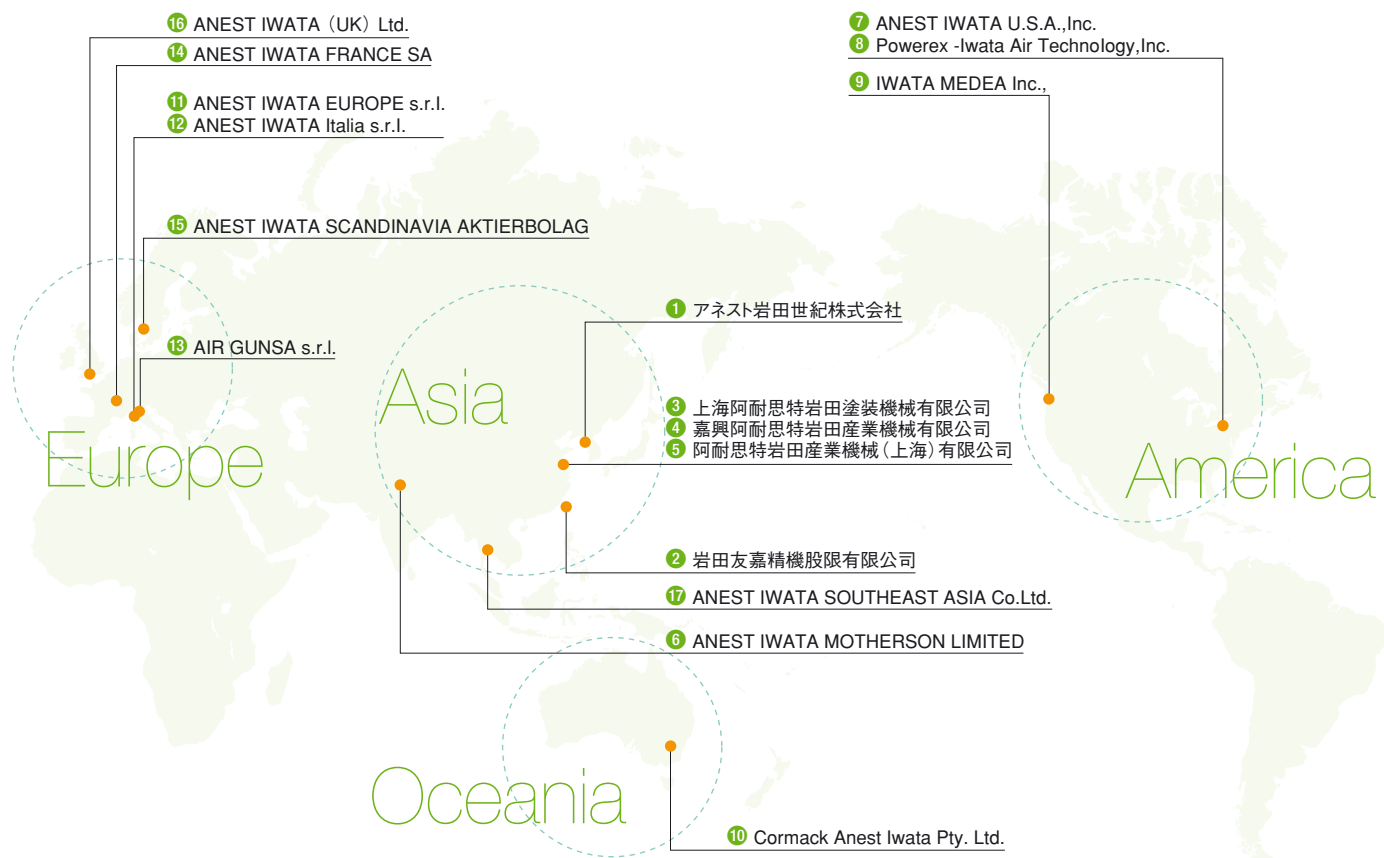 ⑯ ANEST IWATA（UK）Ltd.
⑭ ANEST IWATA FRANCE SA
⑪ ANEST IWATA EUROPE s.r.l.
⑫ ANEST IWATA Italia s.r.l.
⑮ ANEST IWATA SCANDINAVIA AKTIERBOLAG
⑬ AIR GUNSA s.r.l.
Europe
⑦ ANEST IWATA U.S.A.,Inc.
⑧ Powerex -Iwata Air Technology,Inc.
⑨ IWATA MEDEA Inc.,
America
① アネスト岩田世紀株式会社
Asia
③ 上海阿耐思特岩田塗装機械有限公司
④ 嘉興阿耐思特岩田産業機械有限公司
⑤ 阿耐思特岩田産業機械（上海）有限公司
② 岩田友嘉精機股限有限公司
⑰ ANEST IWATA SOUTHEAST ASIA Co.Ltd.
⑥ ANEST IWATA MOTHERSON LIMITED
Oceania
⑩ Cormack Anest Iwata Pty. Ltd.